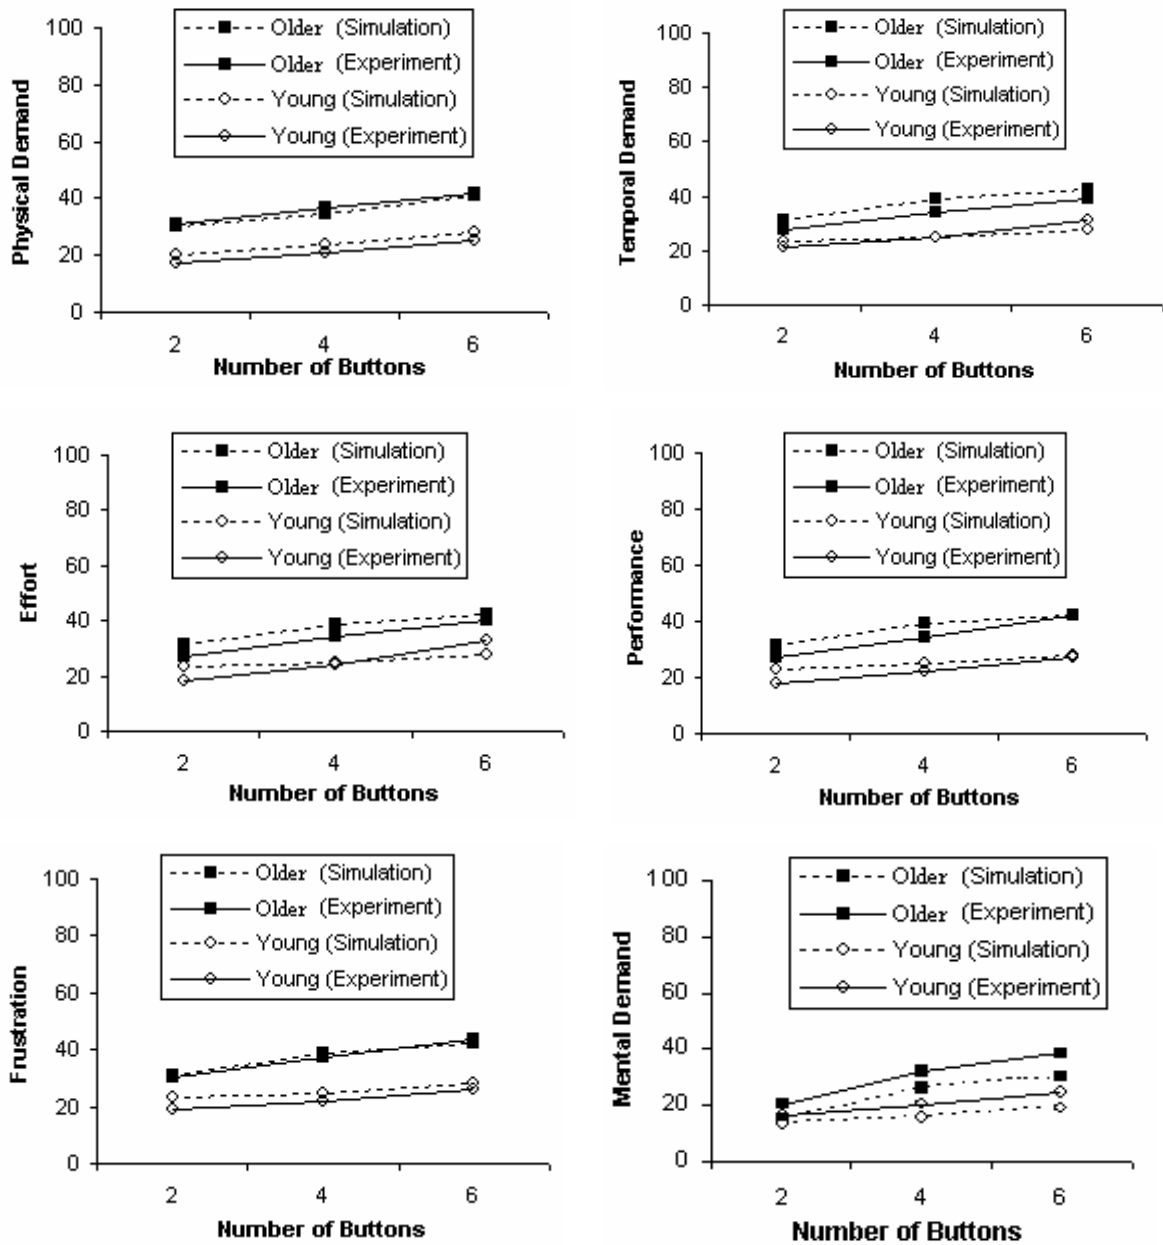 Physical Demand
100
80
60
40
20
0
Older (Simulation)
Older (Experiment)
Young (Simulation)
Young (Experiment)
2 4 6
Number of Buttons
Temporal Demand
100
80
60
40
20
0
Older (Simulation)
Older (Experiment)
Young (Simulation)
Young (Experiment)
2 4 6
Number of Buttons
Effort
100
80
60
40
20
0
Older (Simulation)
Older (Experiment)
Young (Simulation)
Young (Experiment)
2 4 6
Number of Buttons
Performance
100
80
60
40
20
0
Older (Simulation)
Older (Experiment)
Young (Simulation)
Young (Experiment)
2 4 6
Number of Buttons
Frustration
100
80
60
40
20
0
Older (Simulation)
Older (Experiment)
Young (Simulation)
Young (Experiment)
2 4 6
Number of Buttons
Mental Demand
100
80
60
40
20
0
Older (Simulation)
Older (Experiment)
Young (Simulation)
Young (Experiment)
2 4 6
Number of Buttons